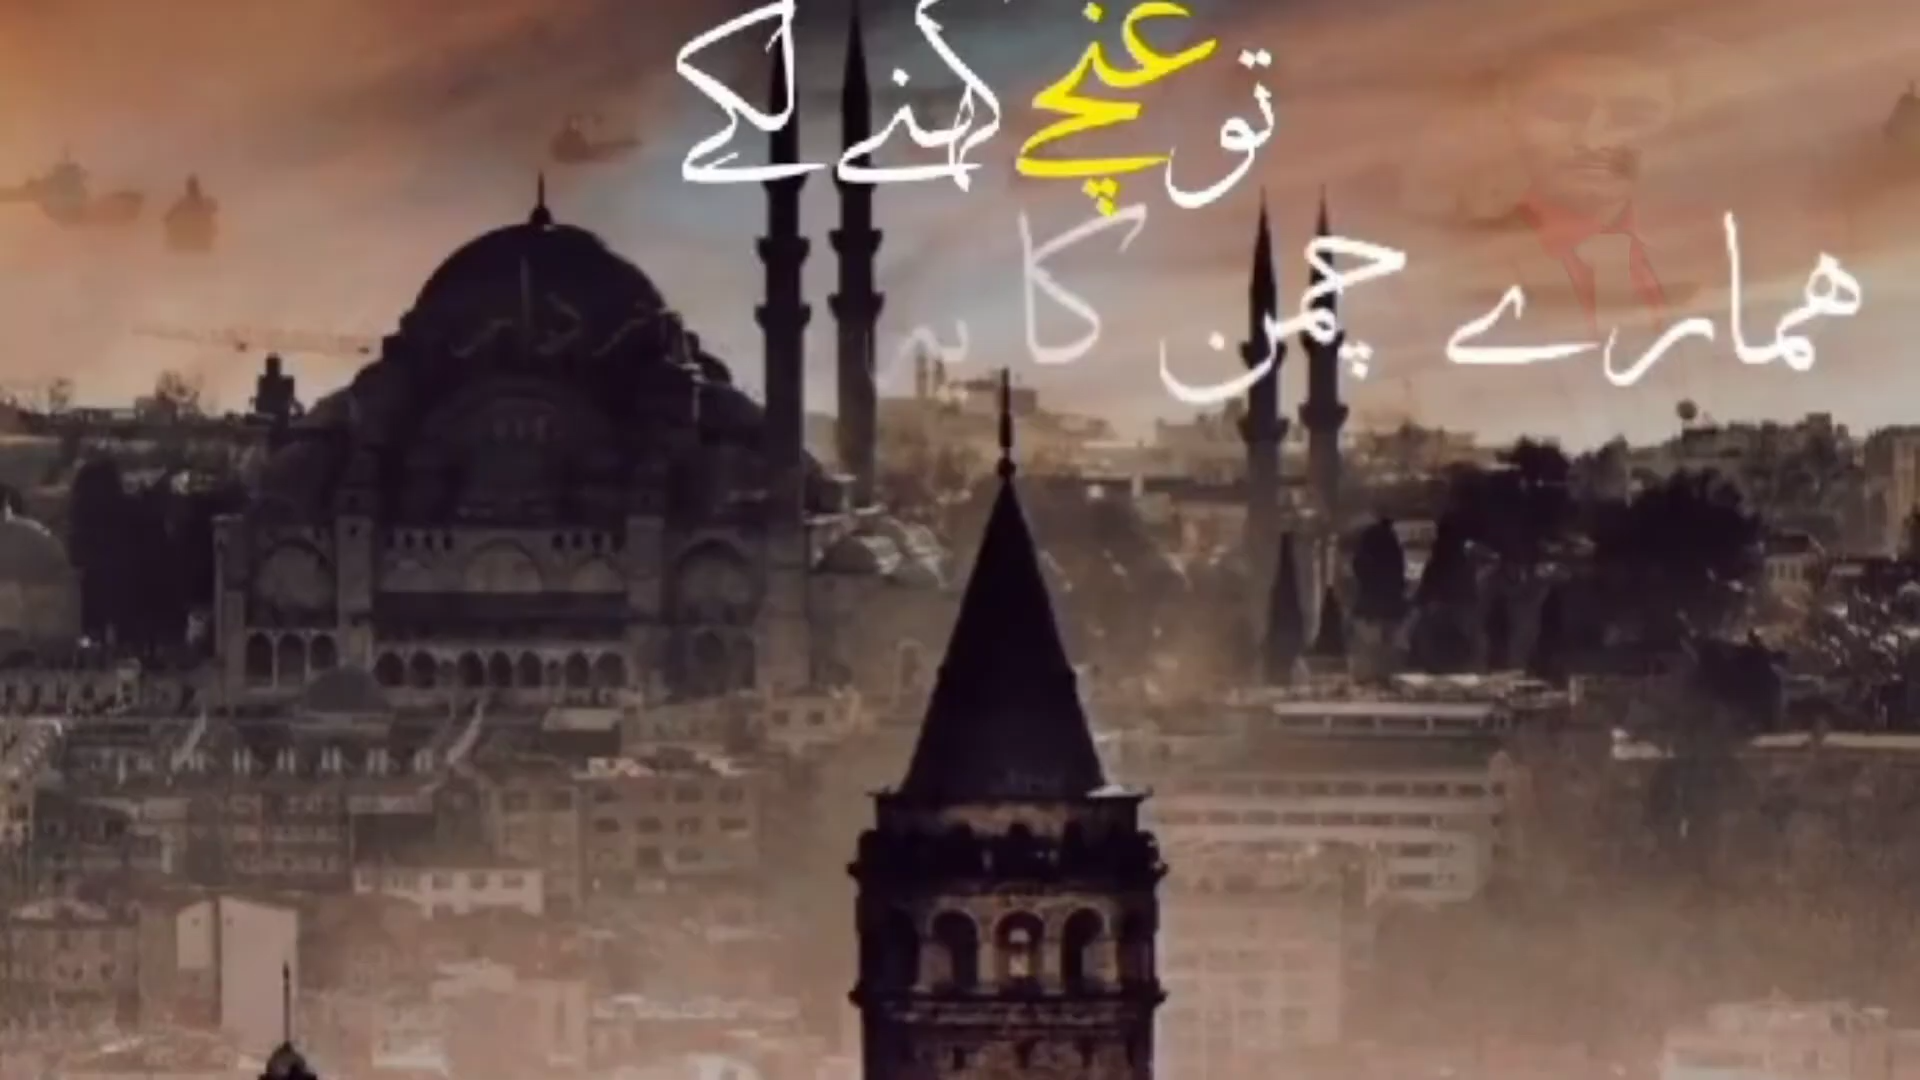 تو غنچے کہنے لگے
ہمارے چمن کا یہ